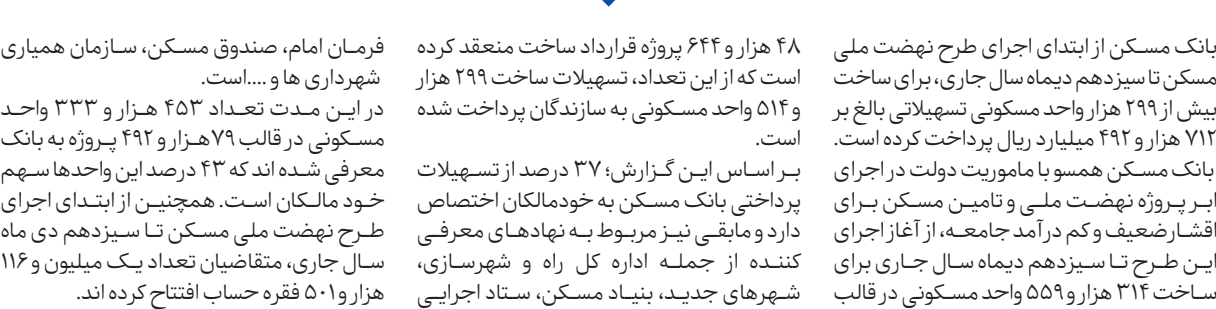 بانک مسکن از ابتدای اجرای طرح نهضت ملی
مسکن تا سیزدهم دیماه سال جاری، برای ساخت
بیش از ۲۹۹ هزار واحد مسکونی تسهیلاتی بالغ بر
۷۱۲ هزار و ۴۹۲ میلیارد ریال پرداخت کرده است.
بانک مسکن همسو با ماموریت دولت در اجرای
ابر پروژه نهضت ملی و تامین مسکن برای
اقشار ضعیف و کم درآمد جامعه، از آغاز اجرای
این طرح تا سیزدهم دیماه سال جاری برای
ساخت ۳۱۴ هزار و ۵۵۹ واحد مسکونی در قالب
۴۸ هزار و ۶۴۴ پروژه قرارداد ساخت منعقد کرده
است که از این تعداد، تسهیلات ساخت ۲۹۹ هزار
و ۵۱۴ واحد مسکونی به سازندگان پرداخت شده
است.
بر اساس این گزارش؛ ۳۷ درصد از تسهیلات
پرداختی بانک مسکن به خودمالکان اختصاص
دارد و مابقی نیز مربوط به نهادهای معرفی
کننده از جمله اداره کل راه و شهرسازی،
شهرهای جدید، بنیاد مسکن، ستاد اجرایی
فرمان امام، صندوق مسکن، سازمان همیاری
شهرداری ها و ....است.
در این مدت تعداد ۴۵۳ هزار و ۳۳۳ واحد
مسکونی در قالب ۷۹هزار و ۴۹۲ پروژه به بانک
معرفی شده اند که ۴۳ درصد این واحدها سهم
خود مالکان است. همچنین از ابتدای اجرای
طرح نهضت ملی مسکن تا سیزدهم دی ماه
سال جاری، متقاضیان تعداد یک میلیون و ۱۱۶
هزار و ۵۰۱ فقره حساب افتتاح کرده اند.